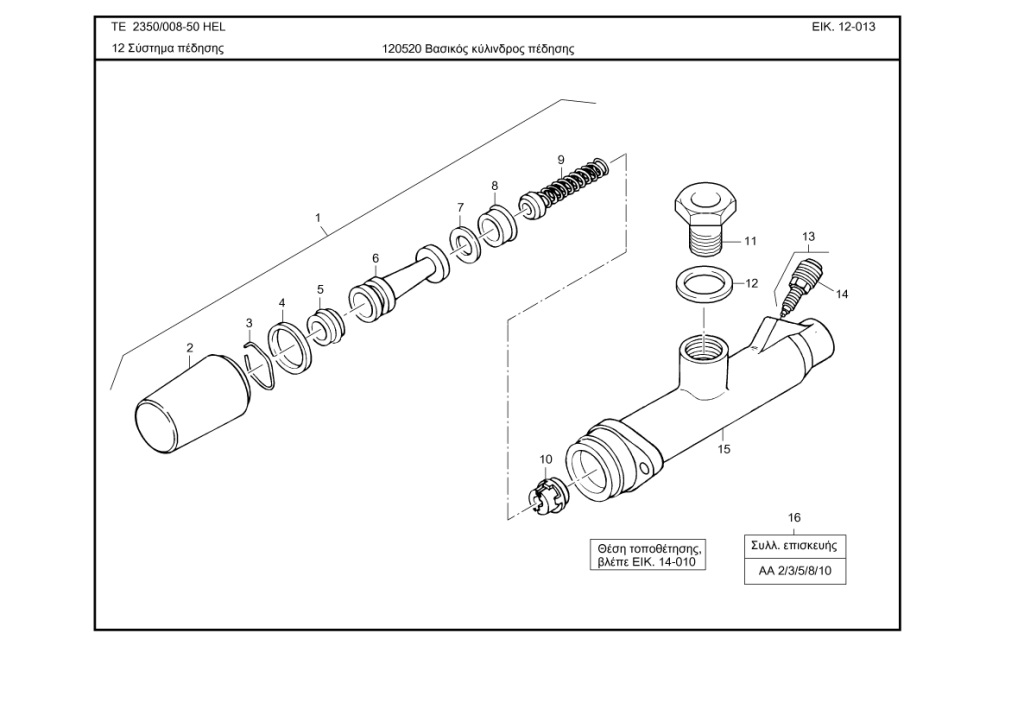 ΤΕ 2350/008-50 HEL
ΕΙΚ. 12-013
12 Σύστημα πέδησης
120520 Βασικός κύλινδρος πέδησης
1
2
3
4
5
6
7
8
9
10
11
12
13
14
15
16
Θέση τοποθέτησης,
βλέπε ΕΙΚ. 14-010
Συλλ. επισκευής
ΑΑ 2/3/5/8/10